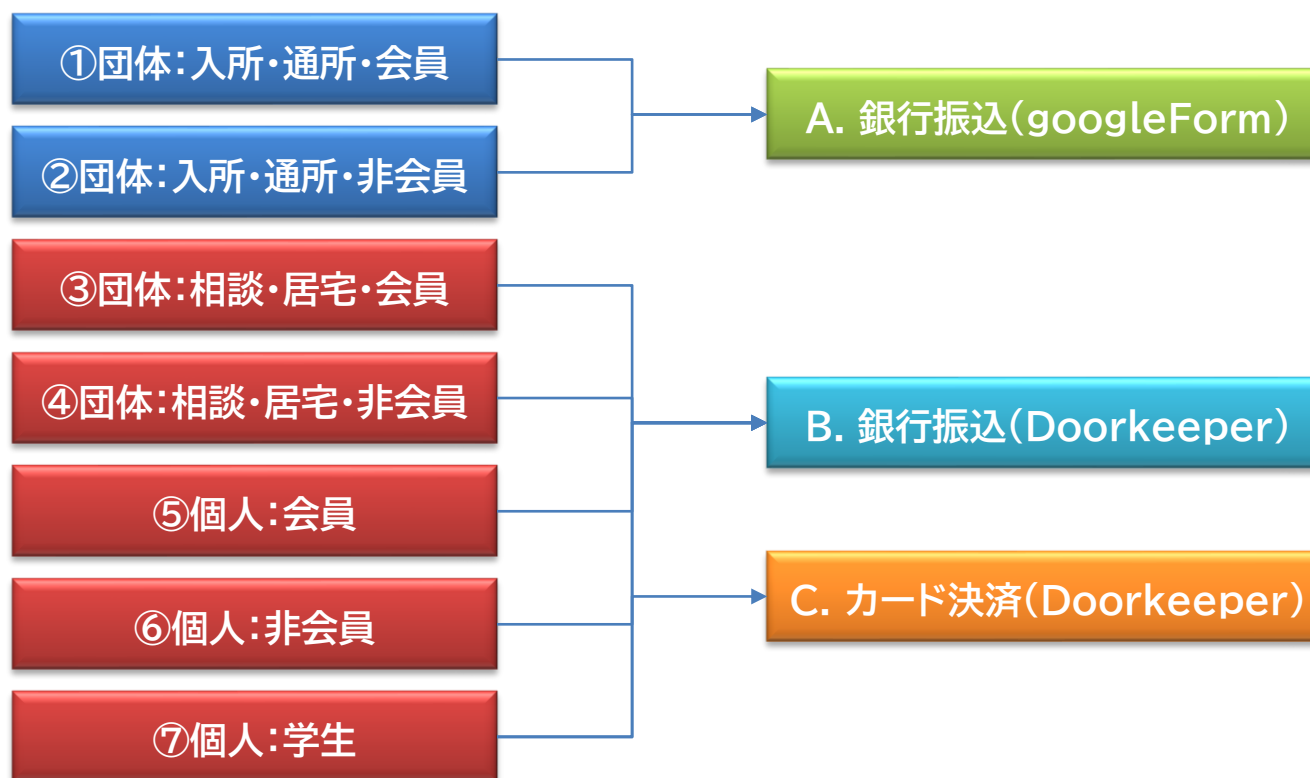 ①団体：入所・通所・会員
②団体：入所・通所・非会員
③団体：相談・居宅・会員
④団体：相談・居宅・非会員
⑤個人：会員
⑥個人：非会員
⑦個人：学生
A. 銀行振込（googleForm）
B. 銀行振込（Doorkeeper）
C. カード決済（Doorkeeper）